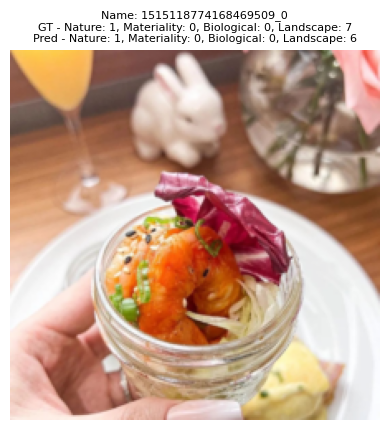 Name: 1515118774168469509_0
GT - Nature: 1, Materiality: 0, Biological: 0, Landscape: 7
Pred - Nature: 1, Materiality: 0, Biological: 0, Landscape: 6